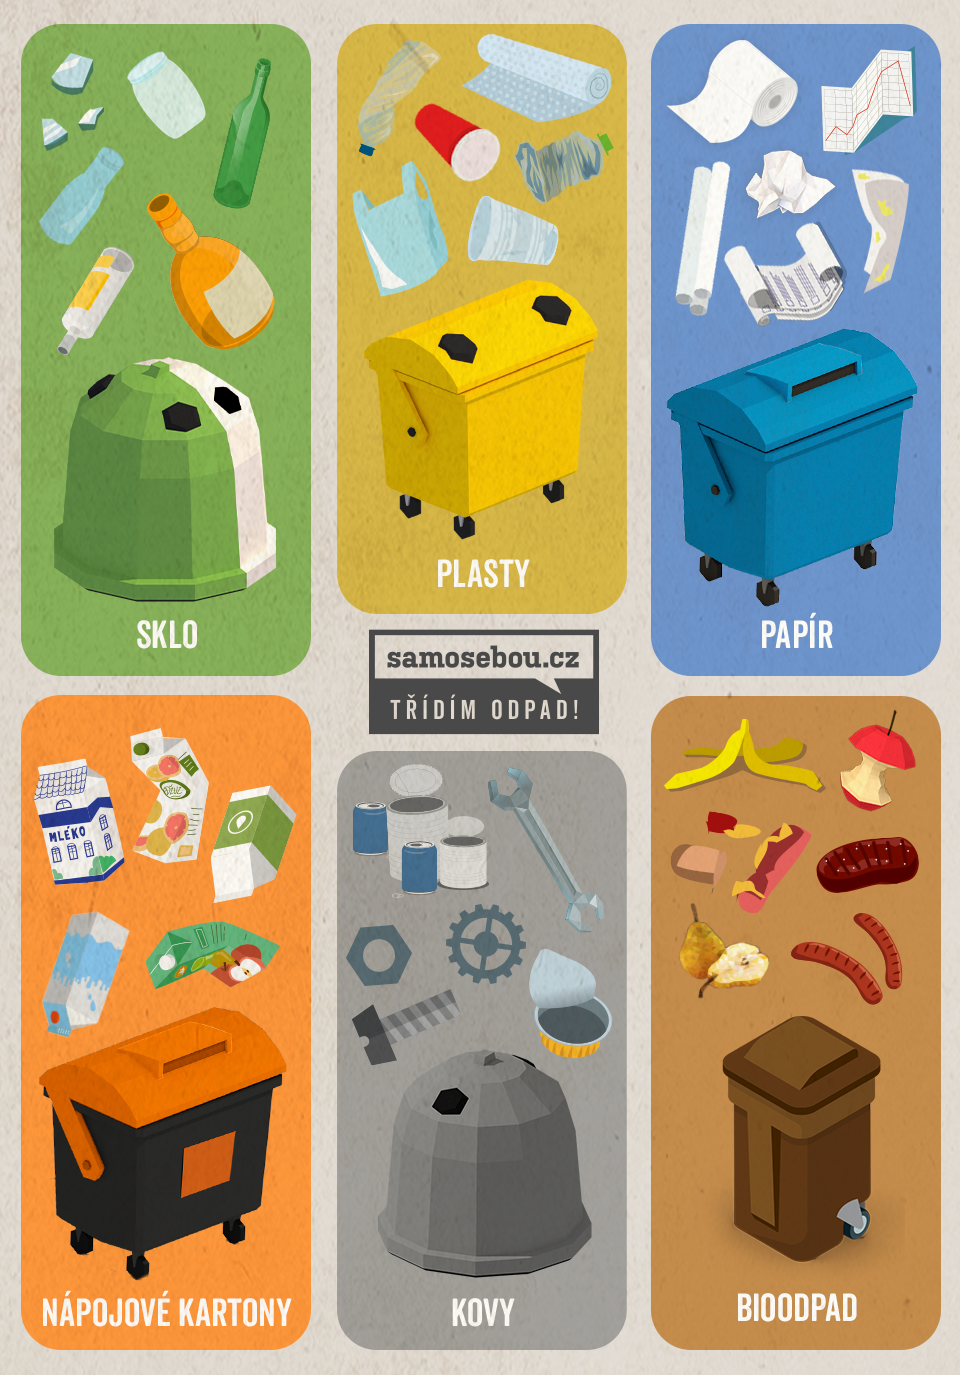 SKLO
PLASTY
PAPÍR
samosebou.cz
TŘÍDÍM ODPAD!
MLÉKO
NÁPOJOVÉ KARTONY
KOVY
BIOODPAD